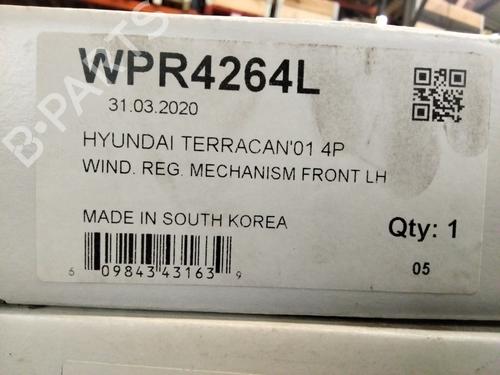 WPR4264L
31.03.2020
HYUNDAI TERRACAN'01 4P
WIND. REG. MECHANISM FRONT LH
MADE IN SOUTH KOREA
Qty: 1
6 09843 43163 9
05
B-PARTS